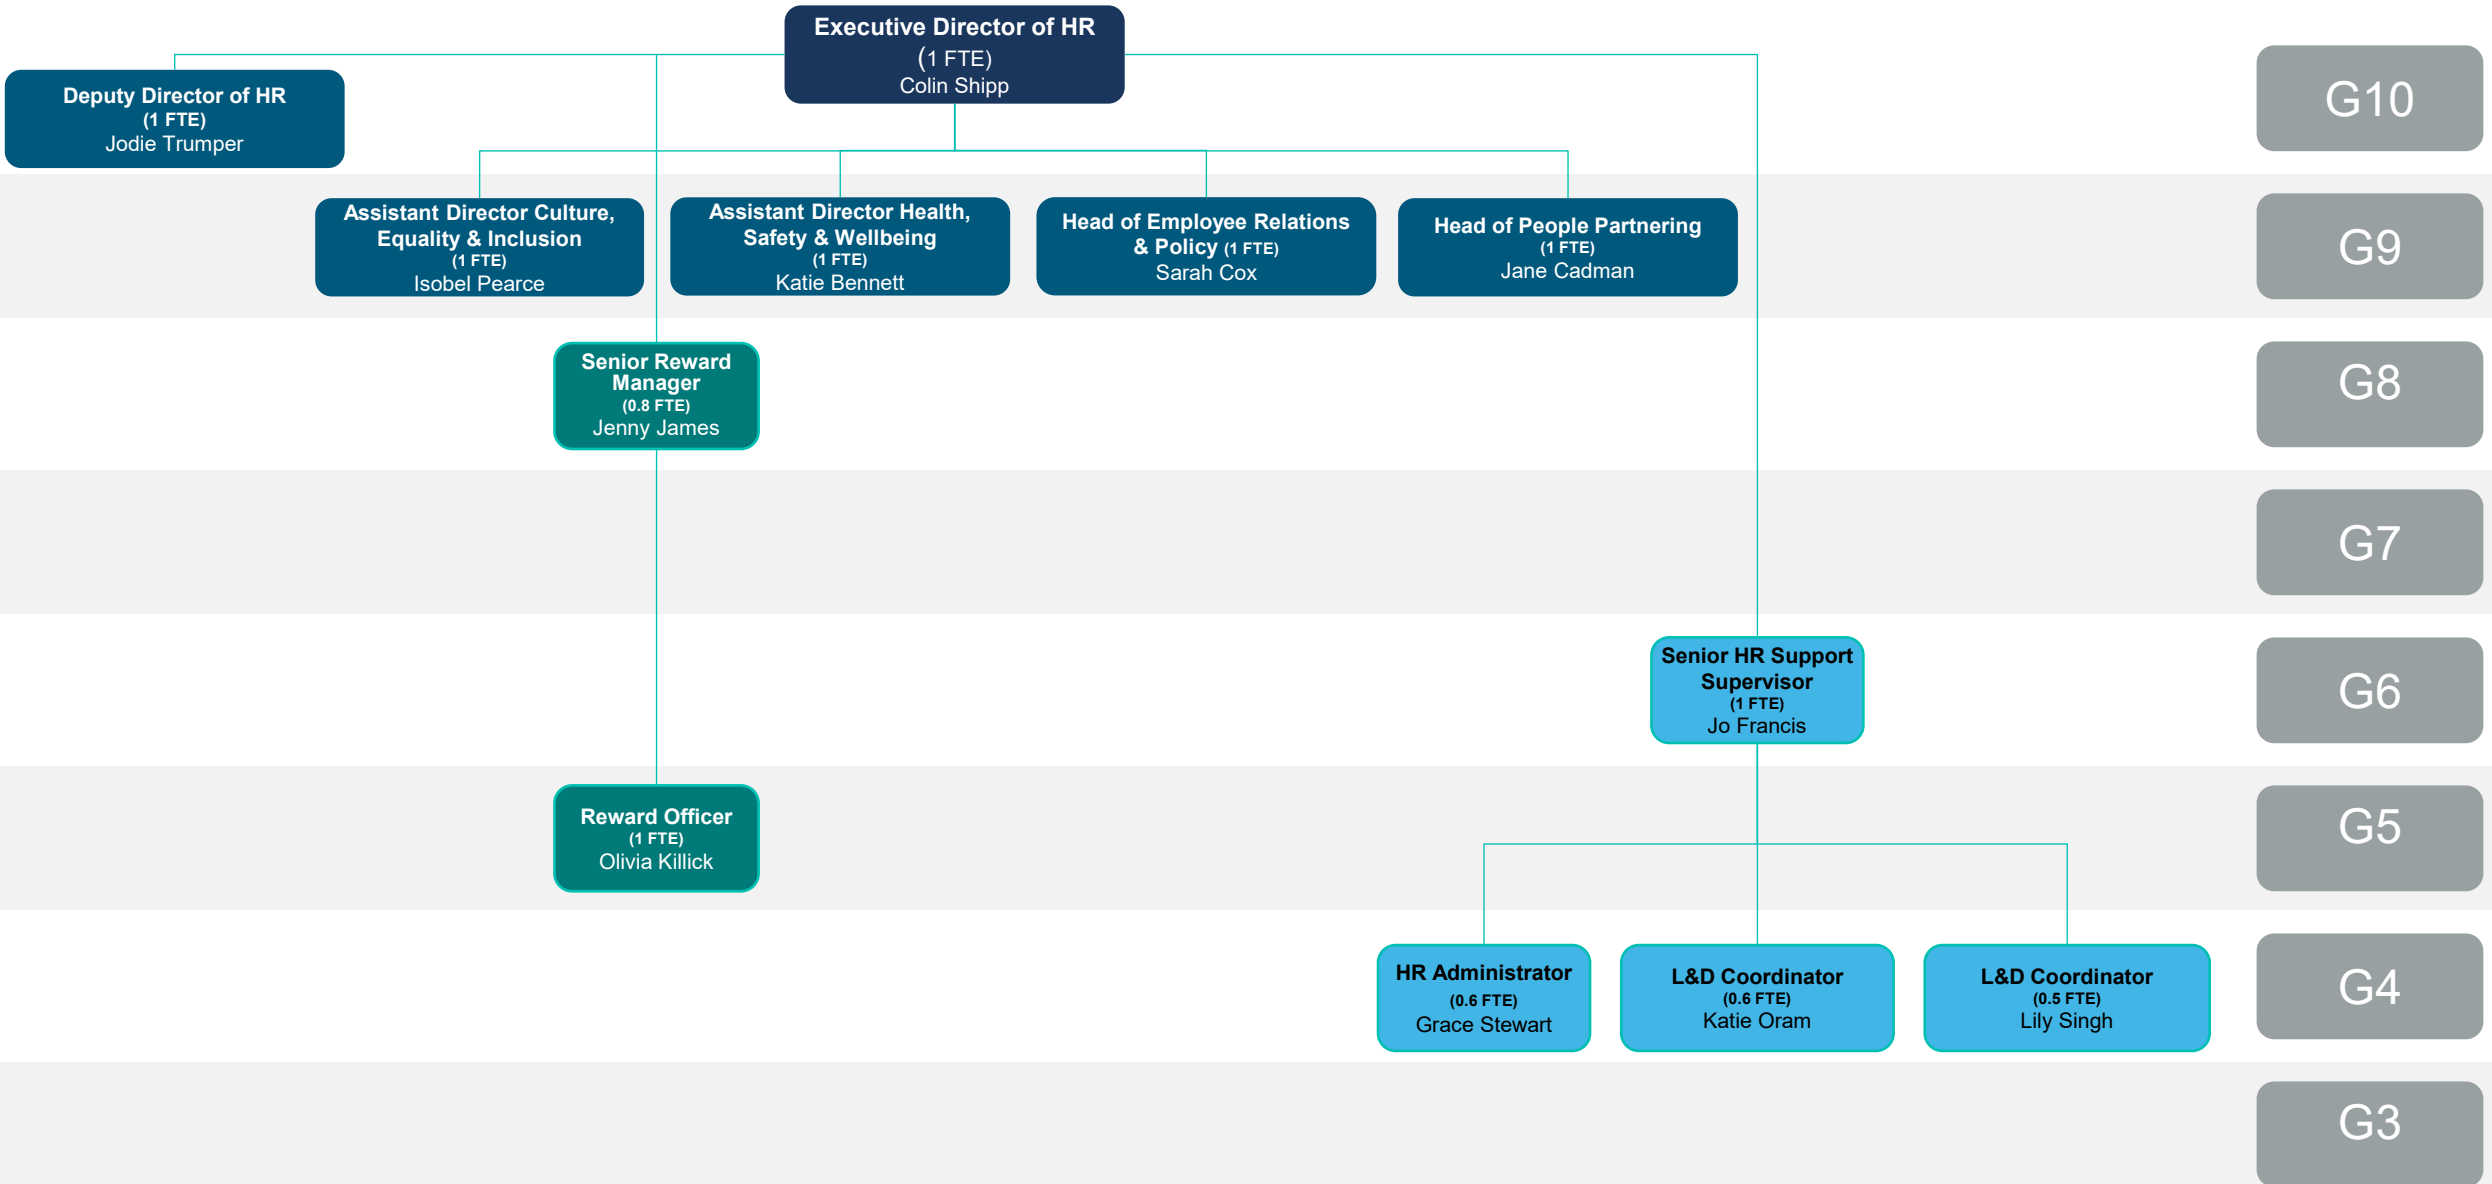 Executive Director of HR
(1 FTE)
Colin Shipp
Deputy Director of HR
(1 FTE)
Jodie Trumper
G10
Assistant Director Culture,
Equality & Inclusion
(1 FTE)
Isobel Pearce
Assistant Director Health,
Safety & Wellbeing
(1 FTE)
Katie Bennett
Head of Employee Relations
& Policy (1 FTE)
Sarah Cox
Head of People Partnering
(1 FTE)
Jane Cadman
G9
Senior Reward
Manager
(0.8 FTE)
Jenny James
G8
G7
Senior HR Support
Supervisor
(1 FTE)
Jo Francis
G6
Reward Officer
(1 FTE)
Olivia Killick
G5
HR Administrator
(0.6 FTE)
Grace Stewart
L&D Coordinator
(0.6 FTE)
Katie Oram
L&D Coordinator
(0.5 FTE)
Lily Singh
G4
G3